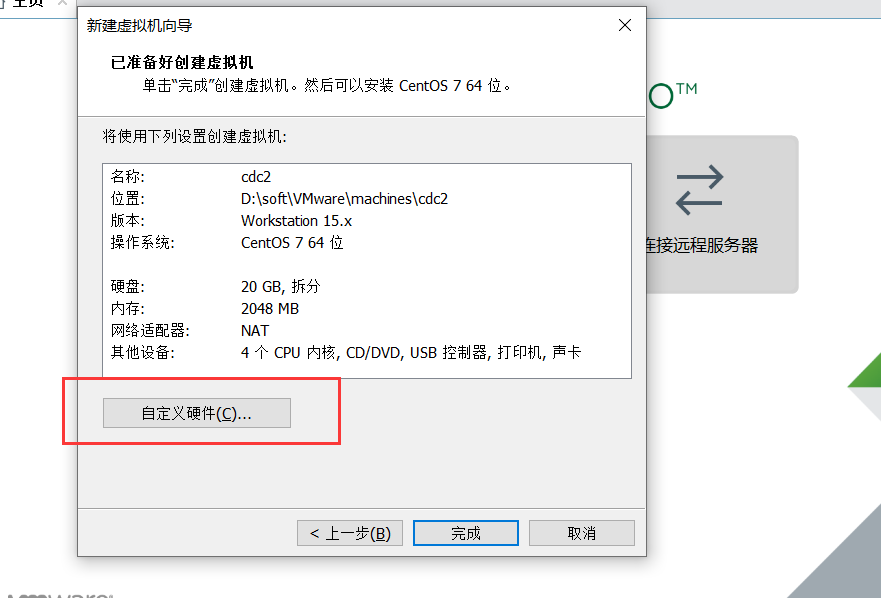 主页
新建虚拟机向导
已准备好创建虚拟机
单击“完成”创建虚拟机。然后可以安装 CentOS 7 64 位。
O™
将使用下列设置创建虚拟机:
名称: cdc2
位置: D:\soft\VMware\machines\cdc2
版本: Workstation 15.x
操作系统: CentOS 7 64 位
连接远程服务器
硬盘: 20 GB, 拆分
内存: 2048 MB
网络适配器: NAT
其他设备: 4 个 CPU 内核, CD/DVD, USB 控制器, 打印机, 声卡
自定义硬件(C)...
< 上一步(B) 完成 取消
vmware